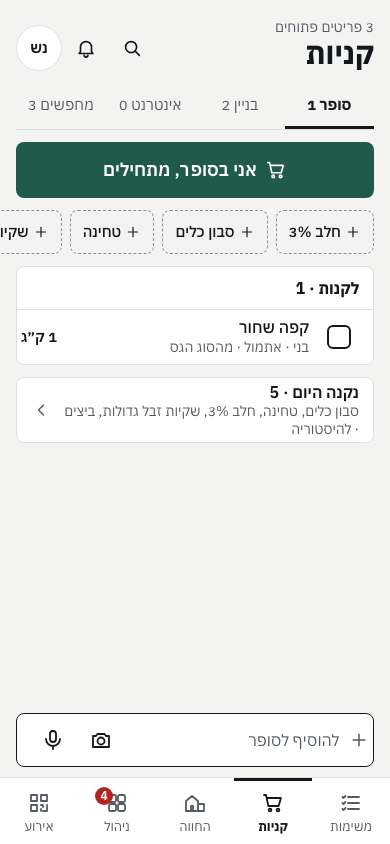 3 פריטים פתוחים
קניות
נש
סופר 1
בניין 2
אינטרנט 0
מחפשים 3
אני בסופר, מתחילים
+ חלב 3%
+ סבון כלים
+ טחינה
+ שקיו
לקנות · 1
קפה שחור
בני · אתמול · מהסוג הגס
1 ק״ג
נקנה היום · 5
סבון כלים, טחינה, חלב 3%, שקיות זבל גדולות, ביצים
· להיסטוריה
+ להוסיף לסופר
משימות
קניות
החווה
4
ניהול
אירוע